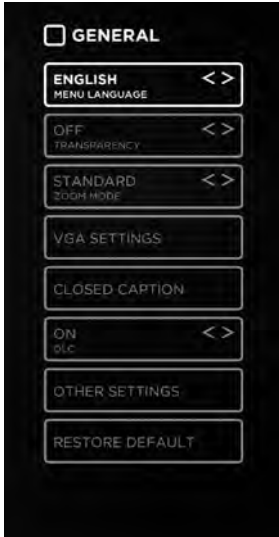 GENERAL
ENGLISH < >
MENU LANGUAGE
OFF < >
TRANSPARENCY
STANDARD < >
ZOOM MODE
VGA SETTINGS
CLOSED CAPTION
ON < >
DLC
OTHER SETTINGS
RESTORE DEFAULT